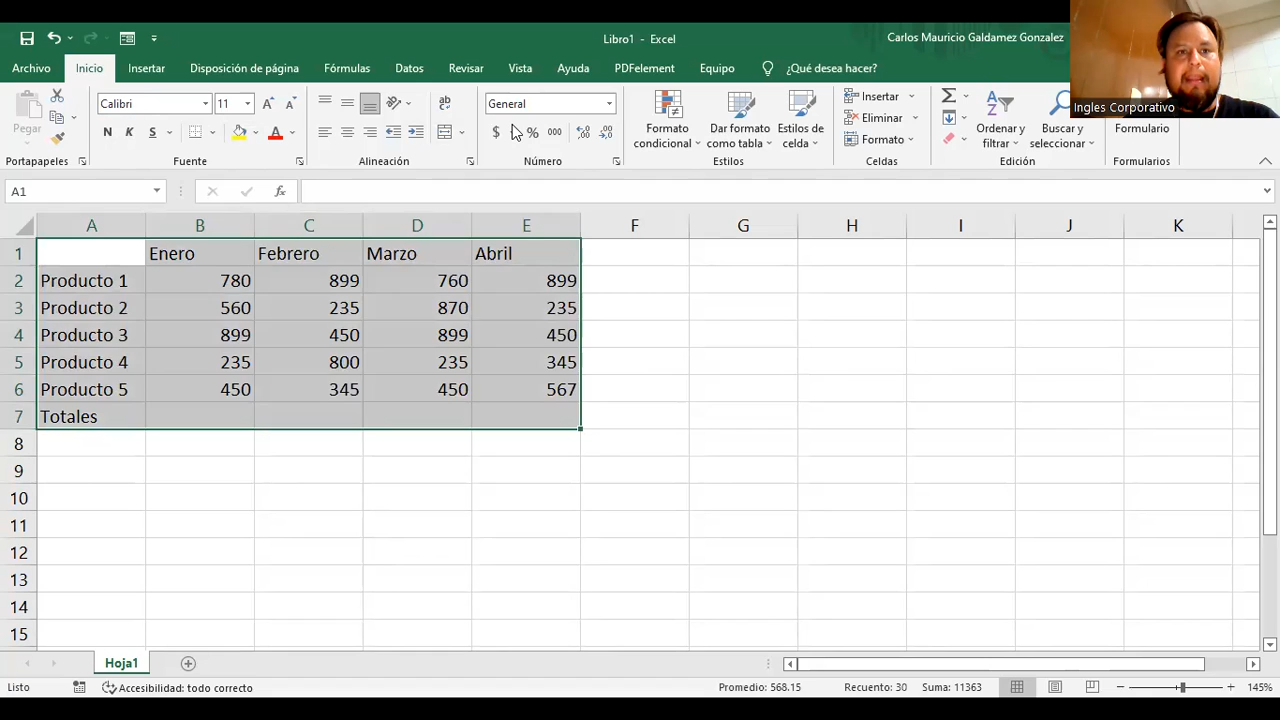 Libro1 - Excel
Carlos Mauricio Galdamez Gonzalez
Archivo Inicio Insertar Disposición de página Fórmulas Datos Revisar Vista Ayuda PDFelement Equipo ¿Qué desea hacer?
Ingles Corporativo
Pegar
Calibri 11
N K S A
ab
General
$ % 000
Formato condicional
Dar formato como tabla
Estilos de celda
Insertar
Eliminar
Formato
Ordenar y filtrar
Buscar y seleccionar
Formulario
Portapapeles Fuente Alineación Número Estilos Celdas Edición Formularios
A1 fx
A B C D E F G H I J K
1 Enero Febrero Marzo Abril
2 Producto 1 780 899 760 899
3 Producto 2 560 235 870 235
4 Producto 3 899 450 899 450
5 Producto 4 235 800 235 345
6 Producto 5 450 345 450 567
7 Totales
8
9
10
11
12
13
14
15
Hoja1
Listo Accesibilidad: todo correcto Promedio: 568.15 Recuento: 30 Suma: 11363 145%